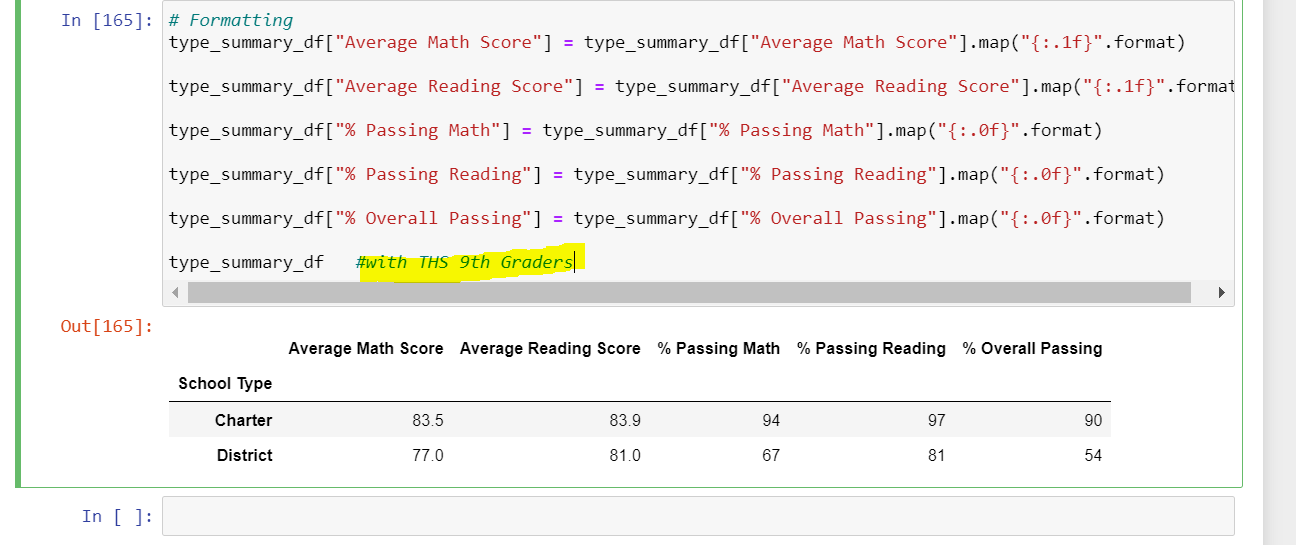 In [165]: # Formatting
type_summary_df["Average Math Score"] = type_summary_df["Average Math Score"].map("{:.1f}".format)
type_summary_df["Average Reading Score"] = type_summary_df["Average Reading Score"].map("{:.1f}".format
type_summary_df["% Passing Math"] = type_summary_df["% Passing Math"].map("{:.0f}".format)
type_summary_df["% Passing Reading"] = type_summary_df["% Passing Reading"].map("{:.0f}".format)
type_summary_df["% Overall Passing"] = type_summary_df["% Overall Passing"].map("{:.0f}".format)
type_summary_df #with THS 9th Graders
Out[165]:
Average Math Score Average Reading Score % Passing Math % Passing Reading % Overall Passing
School Type
Charter 83.5 83.9 94 97 90
District 77.0 81.0 67 81 54
In [ ]: